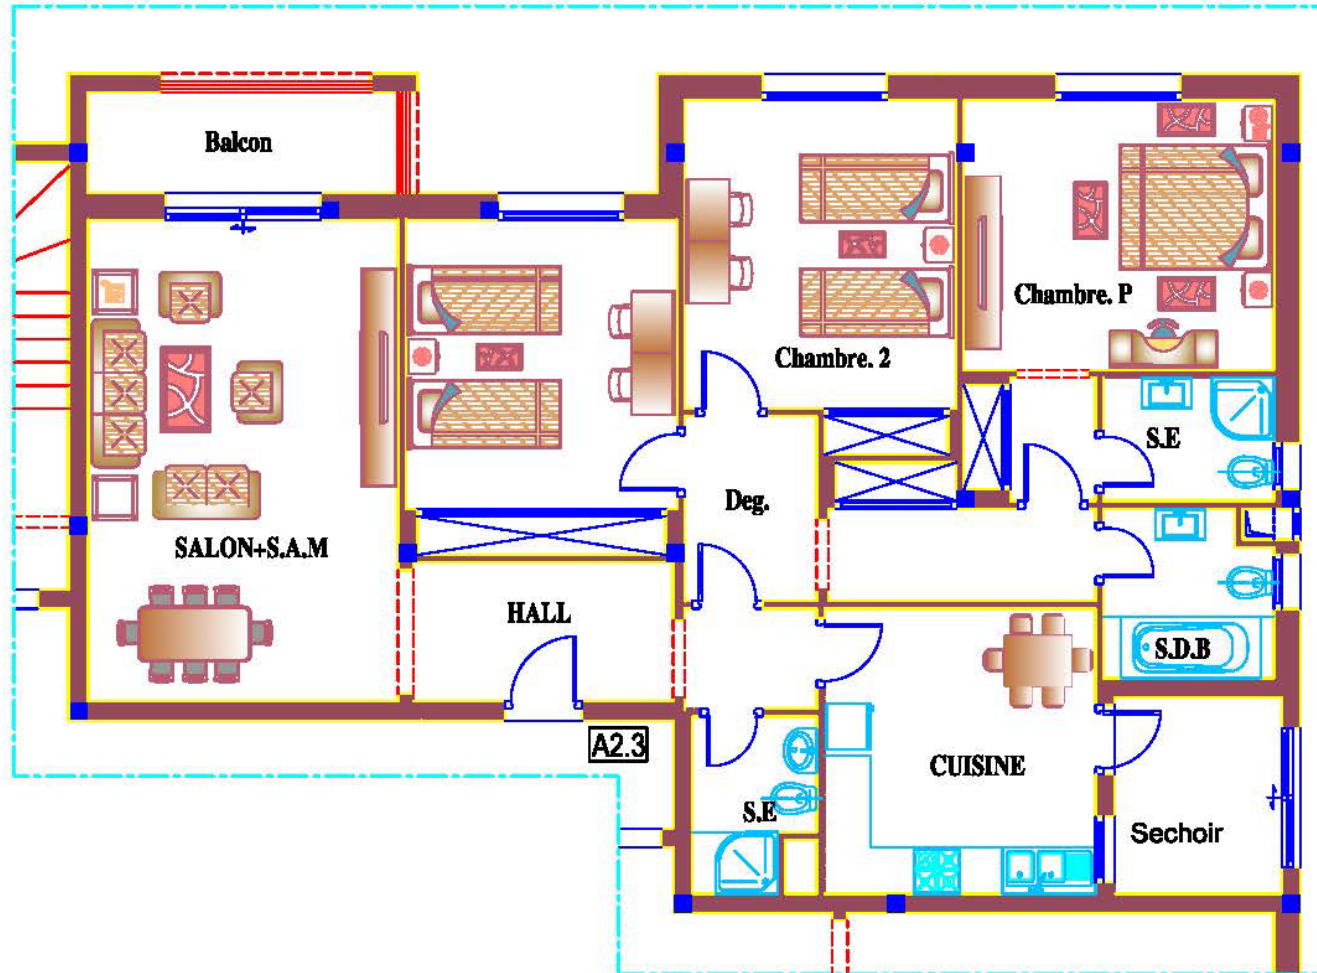 Balcon
Chambre. P
Chambre. 2
S.E
Deg.
SALON+S.A.M
HALL
S.D.B
A2.3
CUISINE
S.E
Sechoir